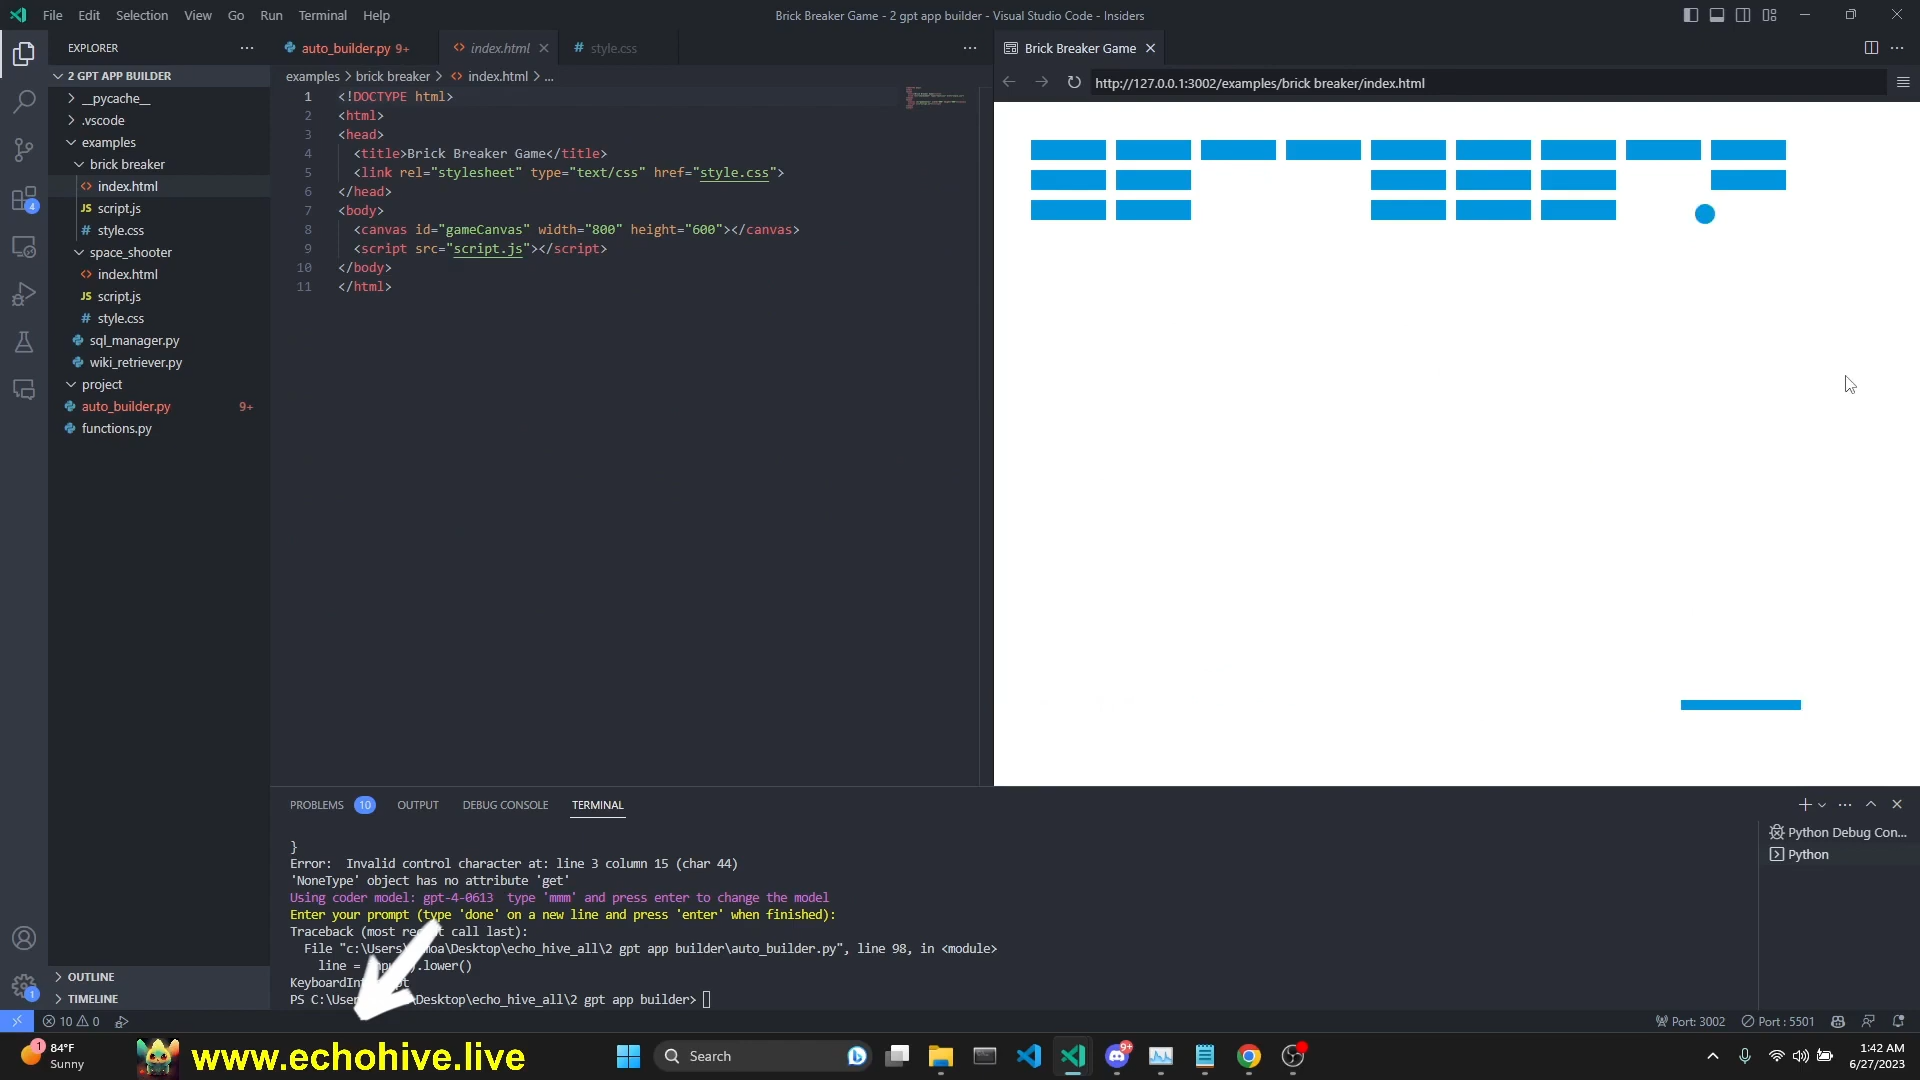 File Edit Selection View Go Run Terminal Help
Brick Breaker Game - 2 gpt app builder - Visual Studio Code - Insiders
EXPLORER
2 GPT APP BUILDER
__pycache__
.vscode
examples
brick breaker
index.html
JS script.js
# style.css
space_shooter
index.html
JS script.js
# style.css
sql_manager.py
wiki_retriever.py
project
auto_builder.py 9+
functions.py
OUTLINE
TIMELINE
4
1
auto_builder.py 9+
index.html
# style.css
examples > brick breaker > index.html > ...
1 <!DOCTYPE html>
2 <html>
3 <head>
4 <title>Brick Breaker Game</title>
5 <link rel="stylesheet" type="text/css" href="style.css">
6 </head>
7 <body>
8 <canvas id="gameCanvas" width="800" height="600"></canvas>
9 <script src="script.js"></script>
10 </body>
11 </html>
Brick Breaker Game
http://127.0.0.1:3002/examples/brick breaker/index.html
PROBLEMS 10 OUTPUT DEBUG CONSOLE TERMINAL
}
Error: Invalid control character at: line 3 column 15 (char 44)
'NoneType' object has no attribute 'get'
Using coder model: gpt-4-0613 type 'mmm' and press enter to change the model
Enter your prompt (type 'done' on a new line and press 'enter' when finished):
Traceback (most recent call last):
File "c:\Users\ moa\Desktop\echo_hive_all\2 gpt app builder\auto_builder.py", line 98, in <module>
line = ).lower()
PS C:\User \Desktop\echo_hive_all\2 gpt app builder>
Python Debug Con...
Python
10 0
Port: 3002
Port : 5501
1
84°F
Sunny
www.echohive.live
Search
9+
1:42 AM
6/27/2023